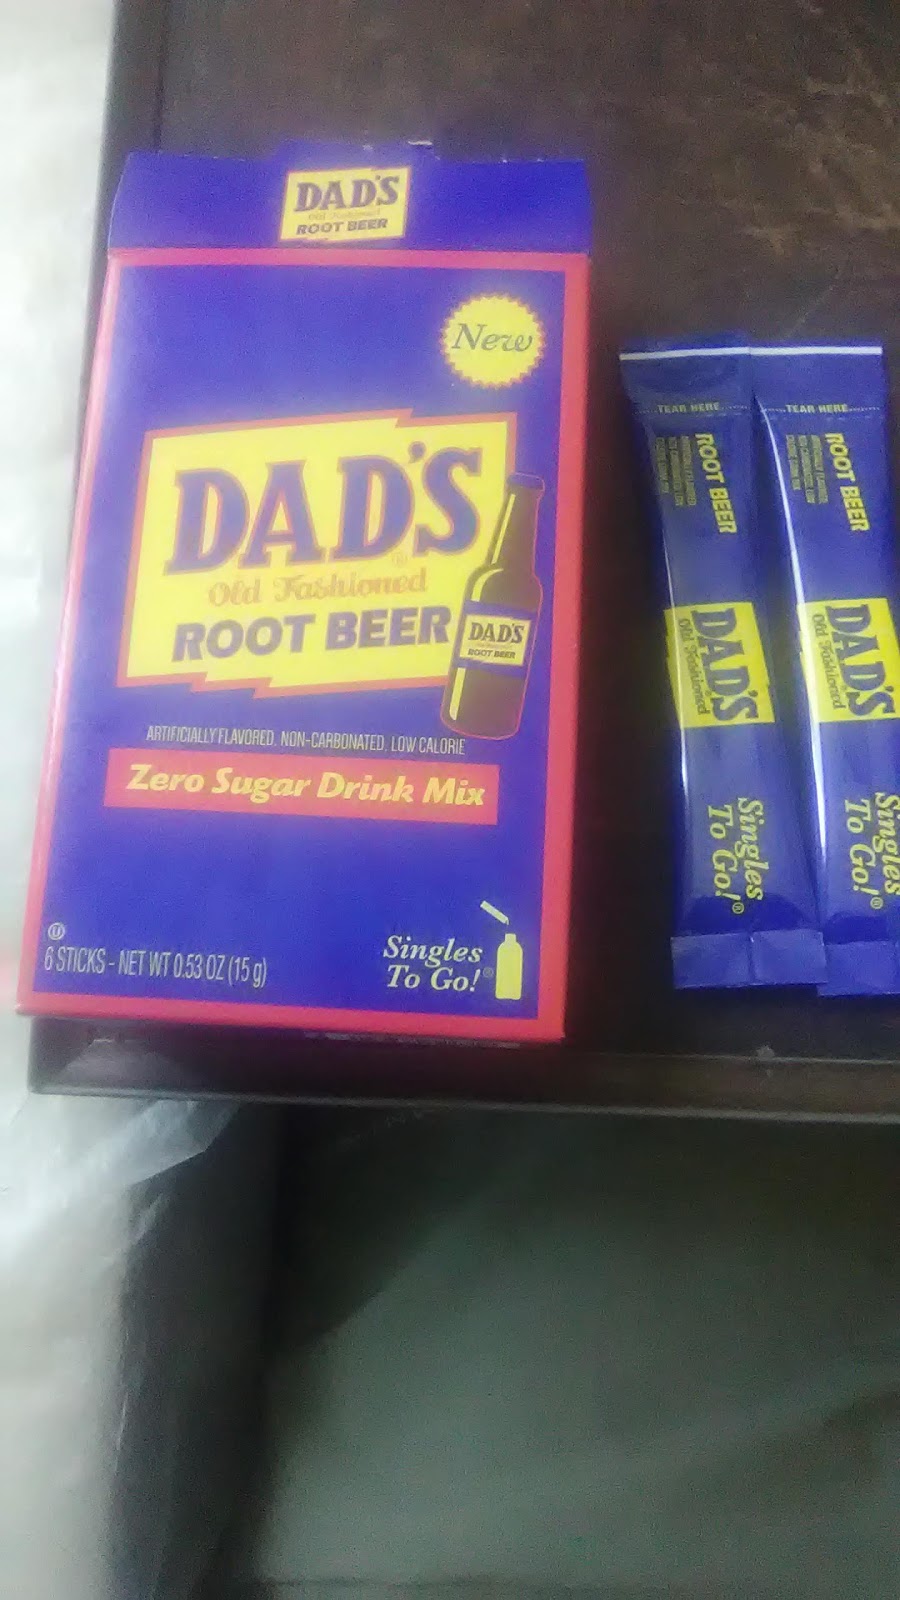 DAD'S
Old Fashioned
ROOT BEER
New
DAD'S®
Old Fashioned
ROOT BEER
DAD'S
ROOT BEER
ARTIFICIALLY FLAVORED, NON-CARBONATED, LOW CALORIE
Zero Sugar Drink Mix
U
6 STICKS - NET WT 0.53 OZ (15 g)
Singles
To Go!®
TEAR HERE
ROOT BEER
DAD'S
Old Fashioned
Singles
To Go!®
TEAR HERE
ROOT BEER
DAD'S
Old Fashioned
Singles
To Go!®